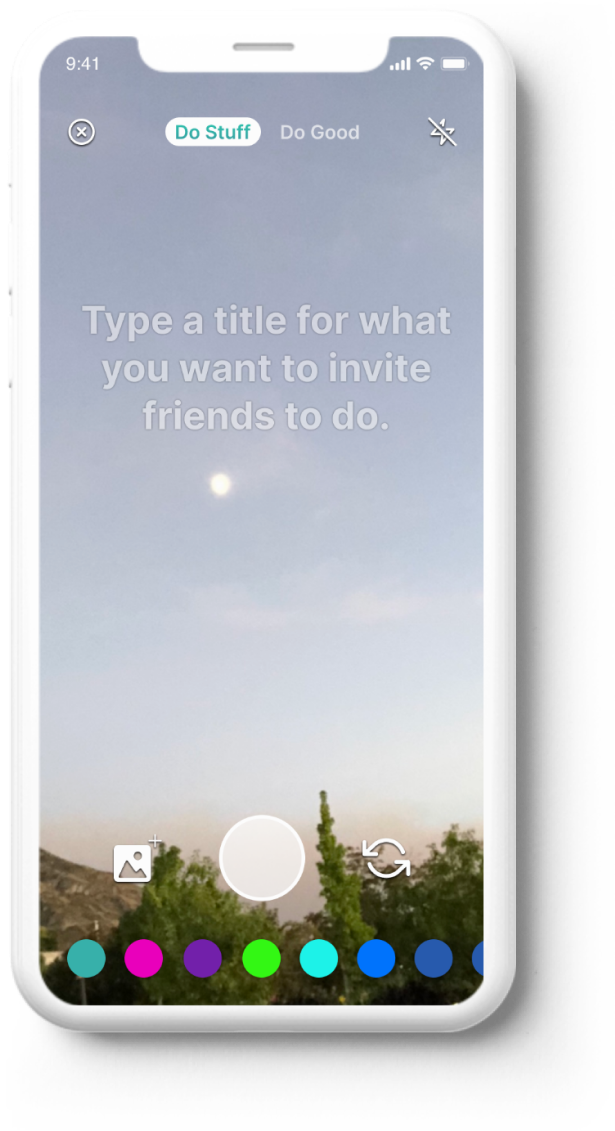 9:41
Do Stuff Do Good
Type a title for what
you want to invite
friends to do.